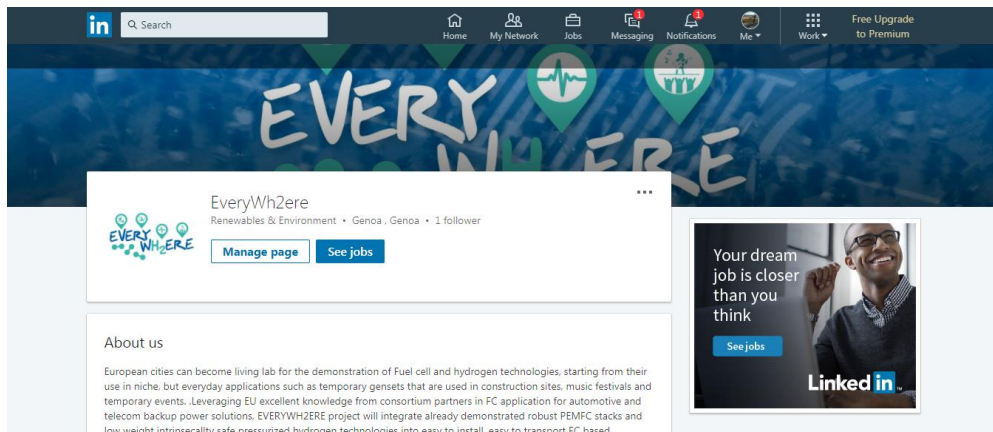 in
Search
Home
My Network
Jobs
1
Messaging
1
Notifications
Me
Work
Free Upgrade
to Premium
EVERY
WH ERE
EveryWh2ere
Renewables & Environment • Genoa , Genoa • 1 follower
EVERY
WH2ERE
Manage page
See jobs
Your dream
job is closer
than you
think
See jobs
Linked in
About us
European cities can become living lab for the demonstration of Fuel cell and hydrogen technologies, starting from their
use in niche, but everyday applications such as temporary gensets that are used in construction sites, music festivals and
temporary events. .Leveraging EU excellent knowledge from consortium partners in FC application for automotive and
telecom backup power solutions, EVERYWH2ERE project will integrate already demonstrated robust PEMFC stacks and
low weight intrinsecallty safe pressurized hydrogen technologies into easy to install, easy to transport FC based